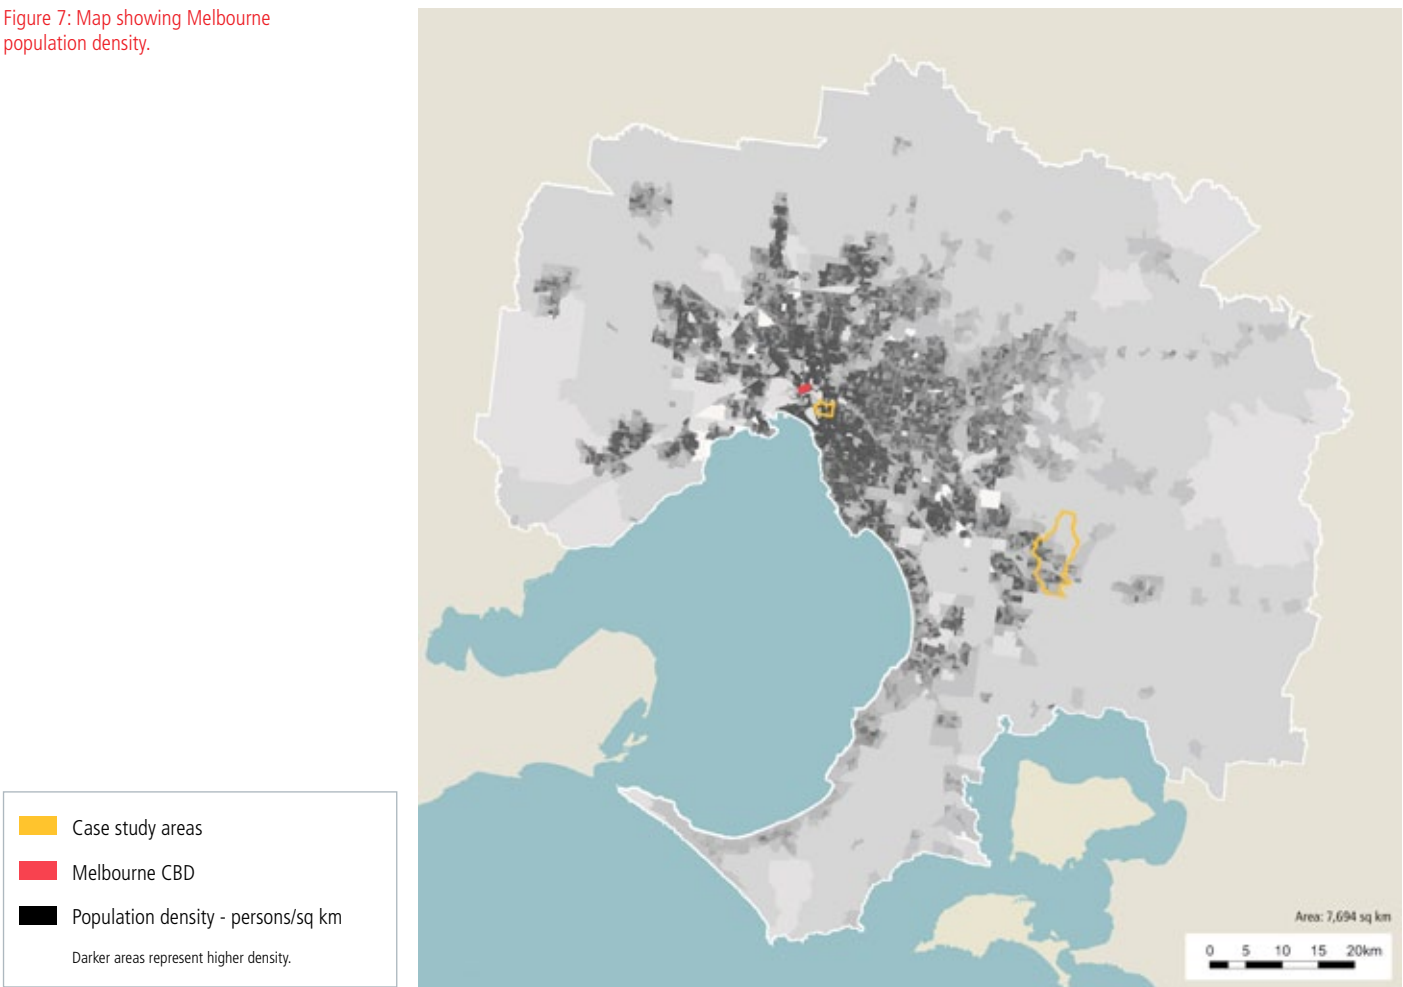 Figure 7: Map showing Melbourne
population density.
Case study areas
Melbourne CBD
Population density - persons/sq km
Darker areas represent higher density.
Area: 7,694 sq km
0 5 10 15 20km